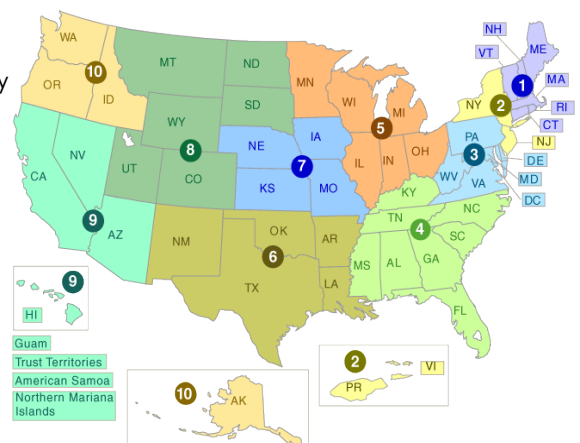 NH
WA
ME
VT
MT
ND
OR
10
MN
1
MA
ID
SD
WI
NY
2
RI
MI
WY
5
CT
PA
NJ
IA
NE
8
OH
3
DE
NV
IL
IN
7
UT
WV
MD
CA
CO
VA
KS
MO
DC
KY
NC
TN
9
OK
4
AZ
NM
AR
SC
6
MS
AL
GA
9
TX
LA
FL
HI
Guam
Trust Territories
2
VI
American Samoa
PR
10
AK
Northern Mariana
Islands
y